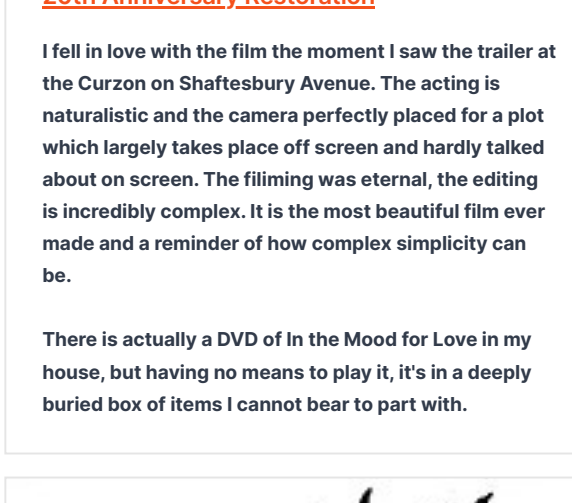 20th Anniversary Restoration
I fell in love with the film the moment I saw the trailer at
the Curzon on Shaftesbury Avenue. The acting is
naturalistic and the camera perfectly placed for a plot
which largely takes place off screen and hardly talked
about on screen. The filiming was eternal, the editing
is incredibly complex. It is the most beautiful film ever
made and a reminder of how complex simplicity can
be.
There is actually a DVD of In the Mood for Love in my
house, but having no means to play it, it's in a deeply
buried box of items I cannot bear to part with.